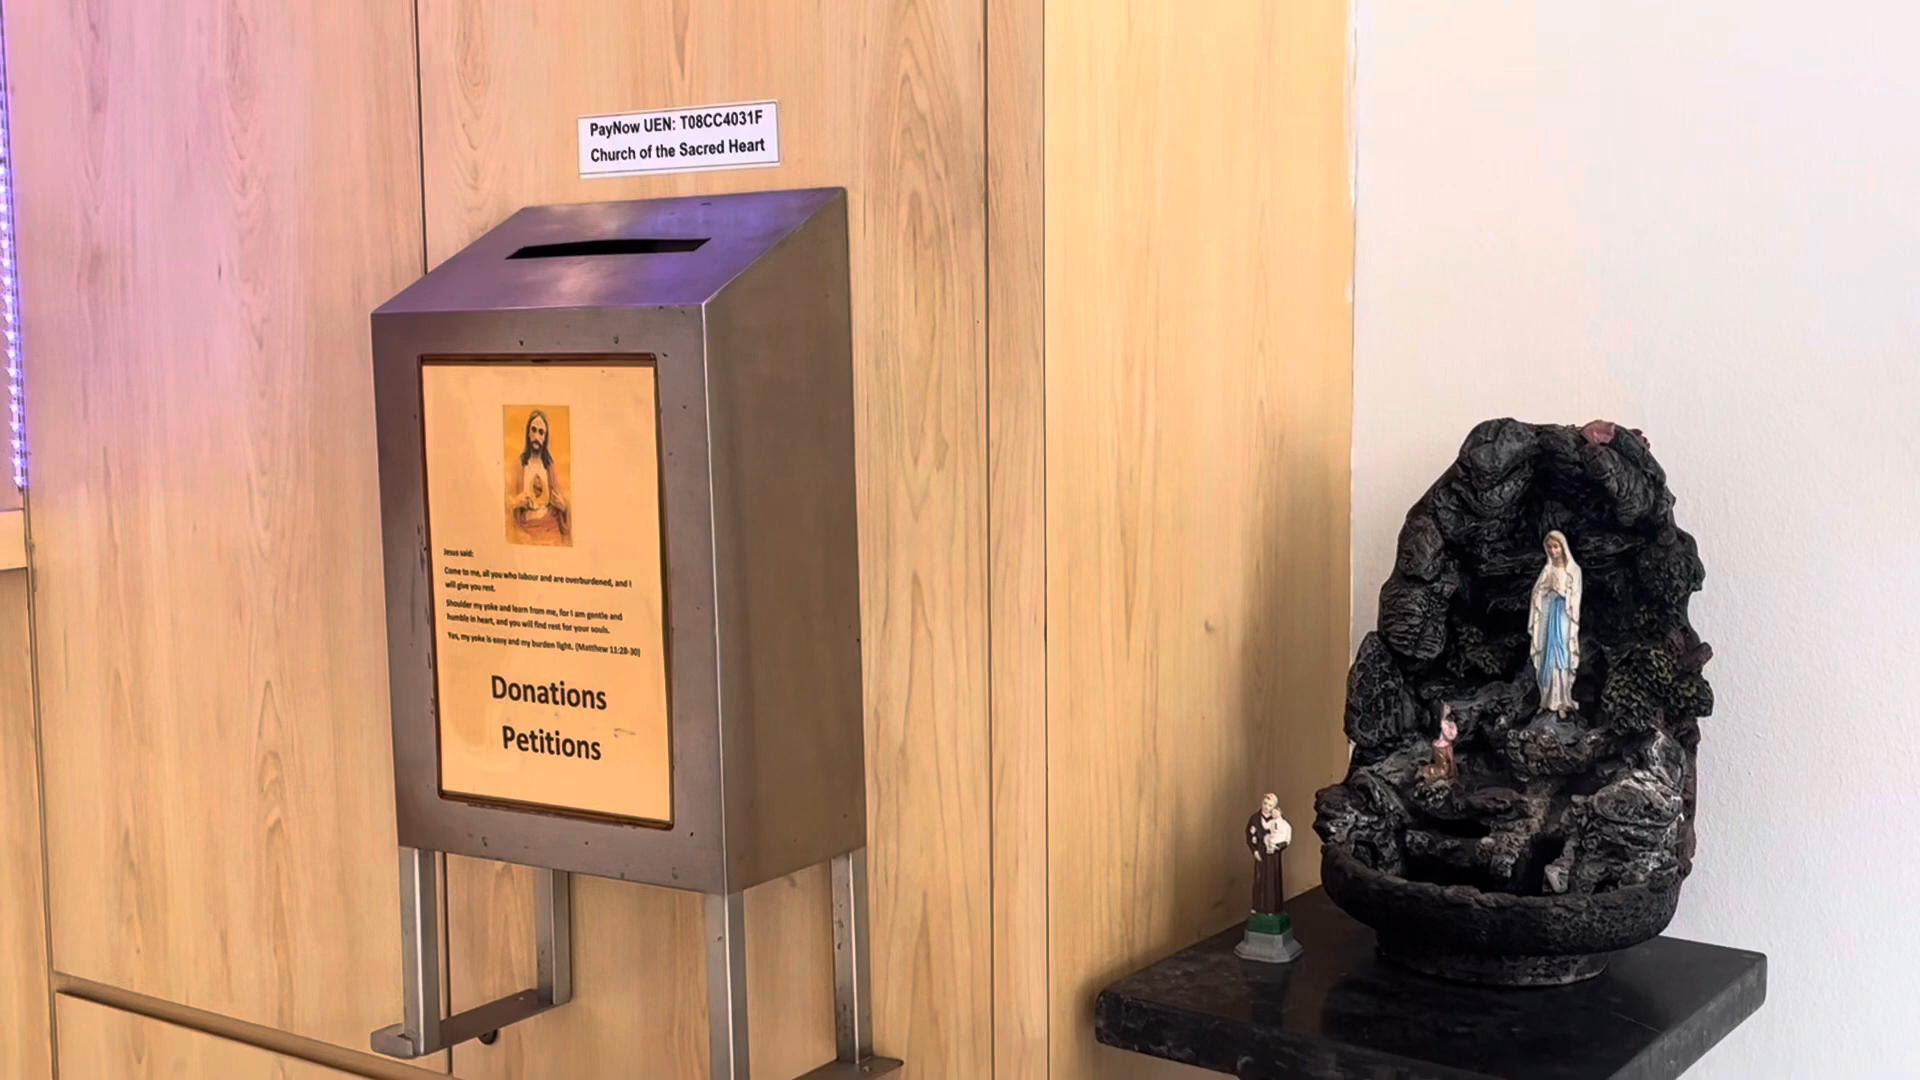 PayNow UEN: T08CC4031F
Church of the Sacred Heart
Jesus said:
Come to me, all you who labour and are overburdened, and I
will give you rest.
Shoulder my yoke and learn from me, for I am gentle and
humble in heart, and you will find rest for your souls.
Yes, my yoke is easy and my burden light. (Matthew 11:28-30)
Donations
Petitions